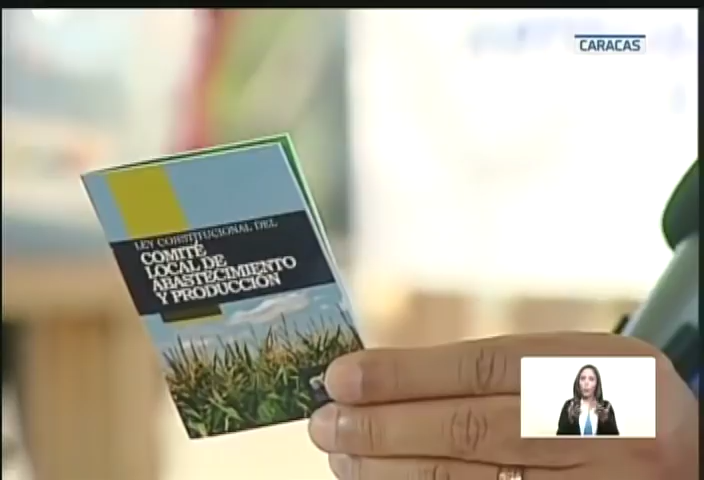 CARACAS
LEY CONSTITUCIONAL DEL
COMITÉ
LOCAL DE
ABASTECIMIENTO
Y PRODUCCIÓN